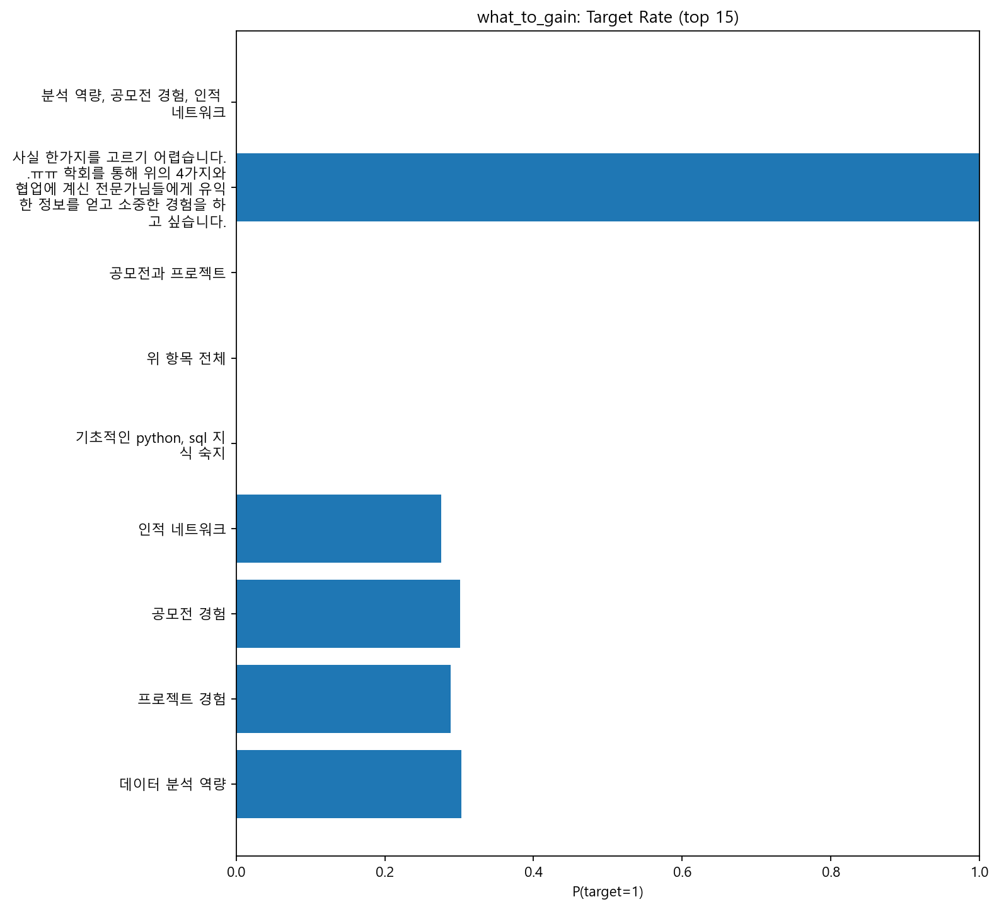 what_to_gain: Target Rate (top 15)
분석 역량, 공모전 경험, 인적
네트워크
사실 한가지를 고르기 어렵습니다.
.ㅠㅠ 학회를 통해 위의 4가지와
협업에 계신 전문가님들에게 유익
한 정보를 얻고 소중한 경험을 하
고 싶습니다.
공모전과 프로젝트
위 항목 전체
기초적인 python, sql 지
식 숙지
인적 네트워크
공모전 경험
프로젝트 경험
데이터 분석 역량
0.0 0.2 0.4 0.6 0.8 1.0
P(target=1)